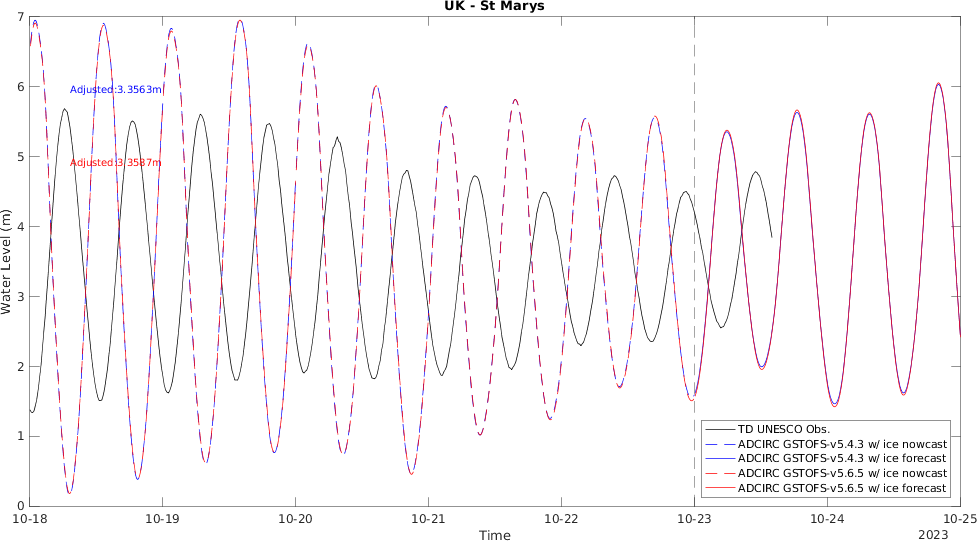 UK - St Marys
7
6
5
4
3
2
1
0
Water Level (m)
Adjusted:3.3563m
Adjusted:3.3587m
TD UNESCO Obs.
ADCIRC GSTOFS-v5.4.3 w/ ice nowcast
ADCIRC GSTOFS-v5.4.3 w/ ice forecast
ADCIRC GSTOFS-v5.6.5 w/ ice nowcast
ADCIRC GSTOFS-v5.6.5 w/ ice forecast
10-18 10-19 10-20 10-21 10-22 10-23 10-24 10-25
Time
2023